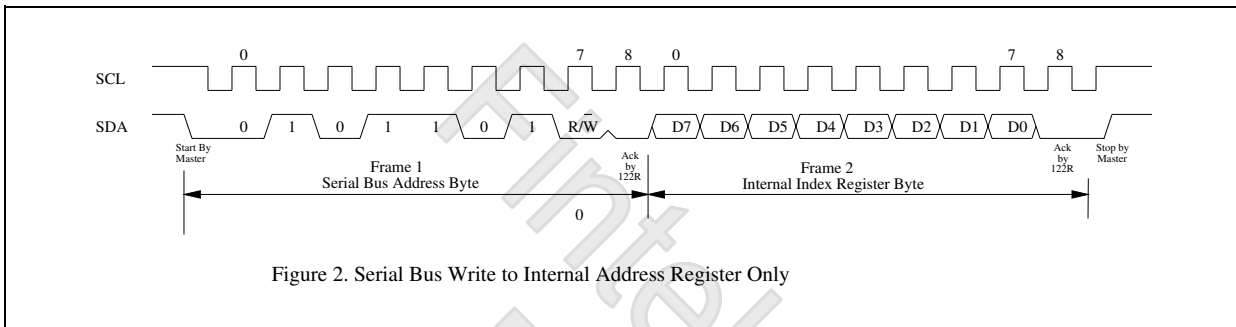 0 7 8 0 7 8
SCL
SDA 0 1 0 1 1 0 1 R/W D7 D6 D5 D4 D3 D2 D1 D0
Start By Master
Ack by 122R
Ack by 122R
Stop by Master
Frame 1
Serial Bus Address Byte
Frame 2
Internal Index Register Byte
0
Figure 2. Serial Bus Write to Internal Address Register Only
Fintek